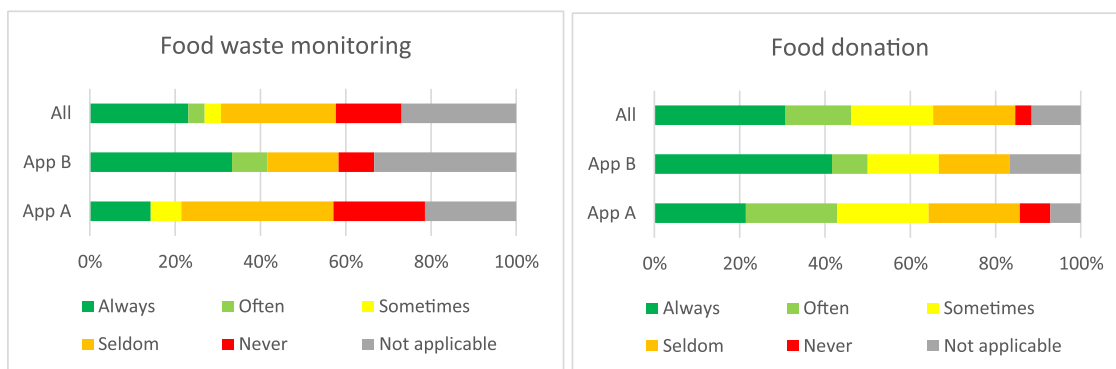 Food waste monitoring
All
App B
App A
0% 20% 40% 60% 80% 100%
Always Often Sometimes
Seldom Never Not applicable
Food donation
All
App B
App A
0% 20% 40% 60% 80% 100%
Always Often Sometimes
Seldom Never Not applicable